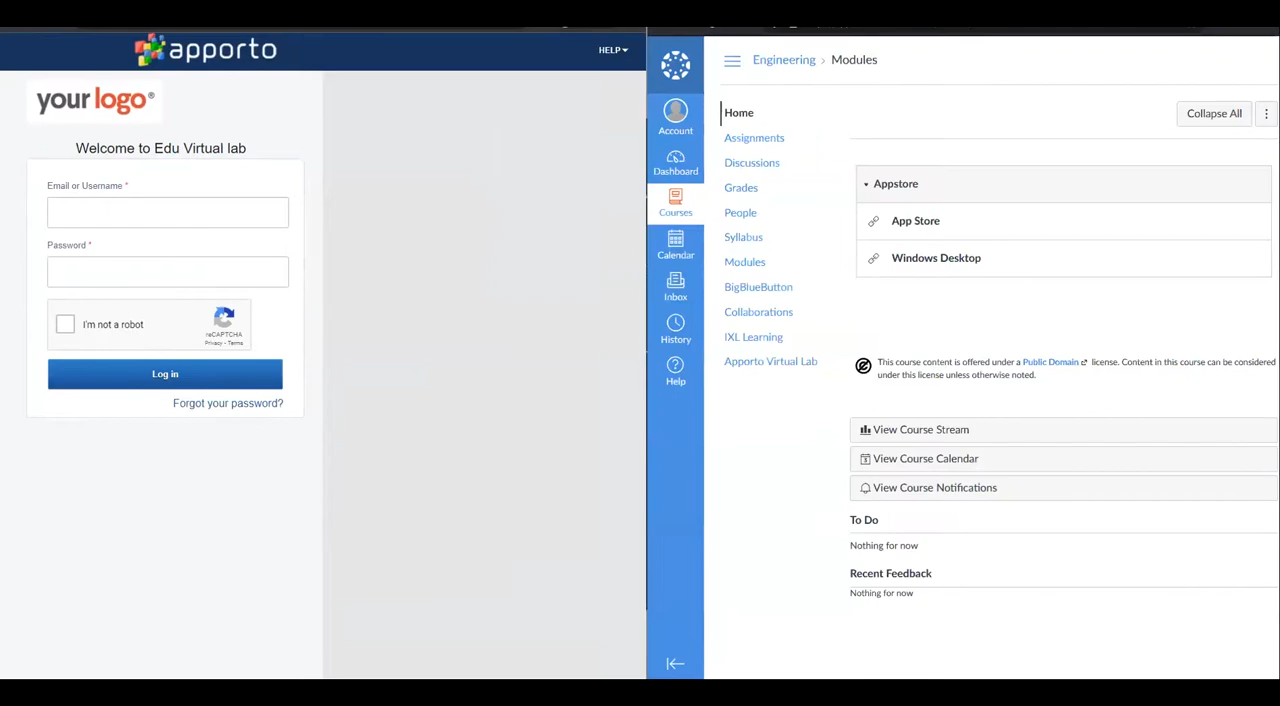 apporto
HELP
your logo®
Welcome to Edu Virtual lab
Email or Username *
Password *
I'm not a robot
reCAPTCHA
Privacy - Terms
Log in
Forgot your password?
Account
Dashboard
Courses
Calendar
Inbox
History
Help
Engineering > Modules
Home
Assignments
Discussions
Grades
People
Syllabus
Modules
BigBlueButton
Collaborations
IXL Learning
Apporto Virtual Lab
Collapse All
Appstore
App Store
Windows Desktop
This course content is offered under a Public Domain license. Content in this course can be considered
under this license unless otherwise noted.
View Course Stream
View Course Calendar
View Course Notifications
To Do
Nothing for now
Recent Feedback
Nothing for now